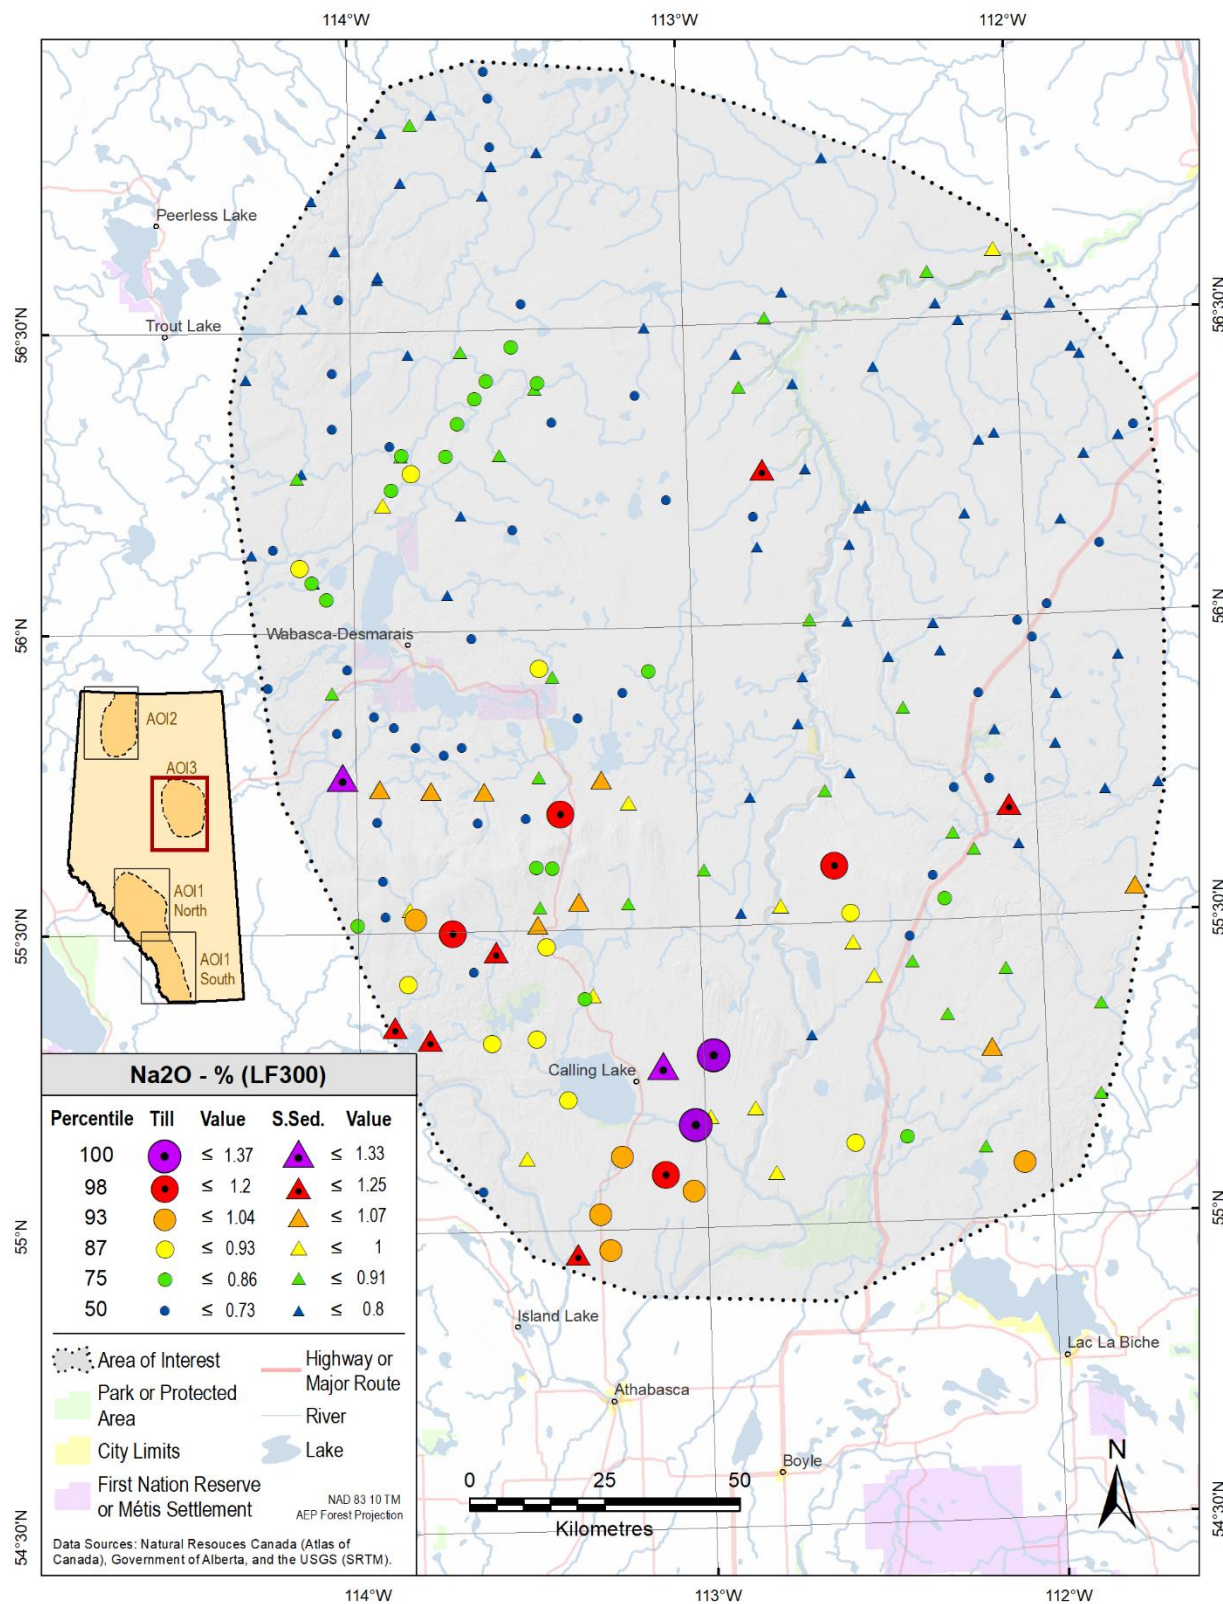 114°W 113°W 112°W
Peerless Lake
Trout Lake
56°30'N 56°30'N
56°N 56°N
Wabasca-Desmarais
AOI2
AOI3
AOI1
North
AOI1
South
55°30'N 55°30'N
Calling Lake
55°N 55°N
Na2O - % (LF300)
Percentile Till Value S.Sed. Value
100 ≤ 1.37 ≤ 1.33
98 ≤ 1.2 ≤ 1.25
93 ≤ 1.04 ≤ 1.07
87 ≤ 0.93 ≤ 1
75 ≤ 0.86 ≤ 0.91
50 ≤ 0.73 ≤ 0.8
Area of Interest
Park or Protected
Area
City Limits
First Nation Reserve
or Métis Settlement
Highway or
Major Route
River
Lake
NAD 83 10 TM
AEP Forest Projection
Data Sources: Natural Resouces Canada (Atlas of
Canada), Government of Alberta, and the USGS (SRTM).
Island Lake
Lac La Biche
Athabasca
Boyle
0 25 50
Kilometres
N
54°30'N 54°30'N
114°W 113°W 112°W